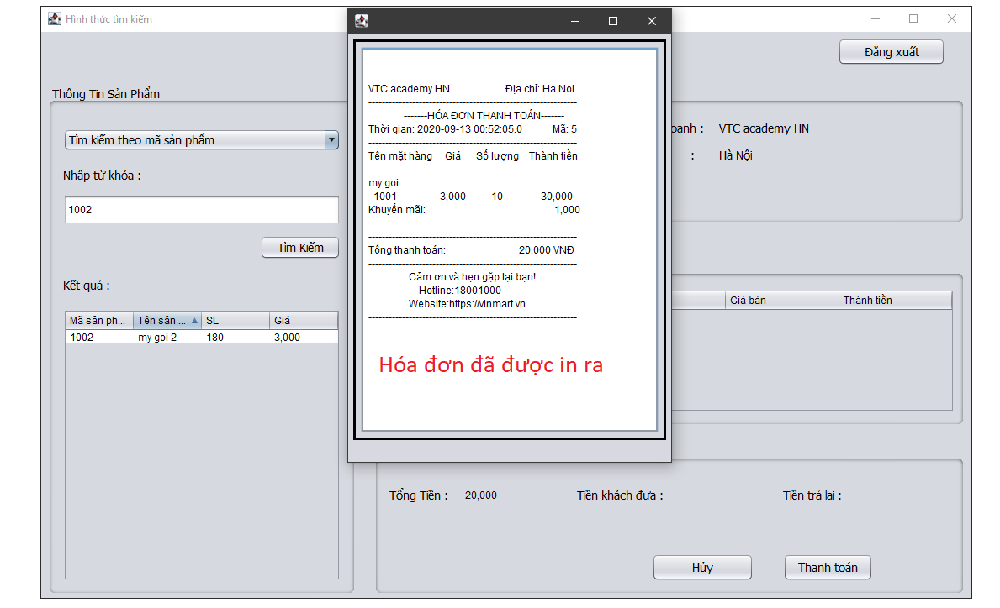 Hình thức tìm kiếm
Đăng xuất
Thông Tin Sản Phẩm
Tìm kiếm theo mã sản phẩm
Nhập từ khóa :
1002
Tìm Kiếm
Kết quả :
Mã sản ph... Tên sản ... SL Giá
1002 my goi 2 180 3,000
VTC academy HN Địa chỉ: Ha Noi
-------HÓA ĐƠN THANH TOÁN-------
Thời gian: 2020-09-13 00:52:05.0 Mã: 5
Tên mặt hàng Giá Số lượng Thành tiền
my goi
1001 3,000 10 30,000
Khuyến mãi: 1,000
Tổng thanh toán: 20,000 VNĐ
Cảm ơn và hẹn gặp lại bạn!
Hotline:18001000
Website:https://vinmart.vn
Hóa đơn đã được in ra
oanh : VTC academy HN
: Hà Nội
Giá bán Thành tiền
Tổng Tiền : 20,000 Tiền khách đưa : Tiền trả lại :
Hủy Thanh toán